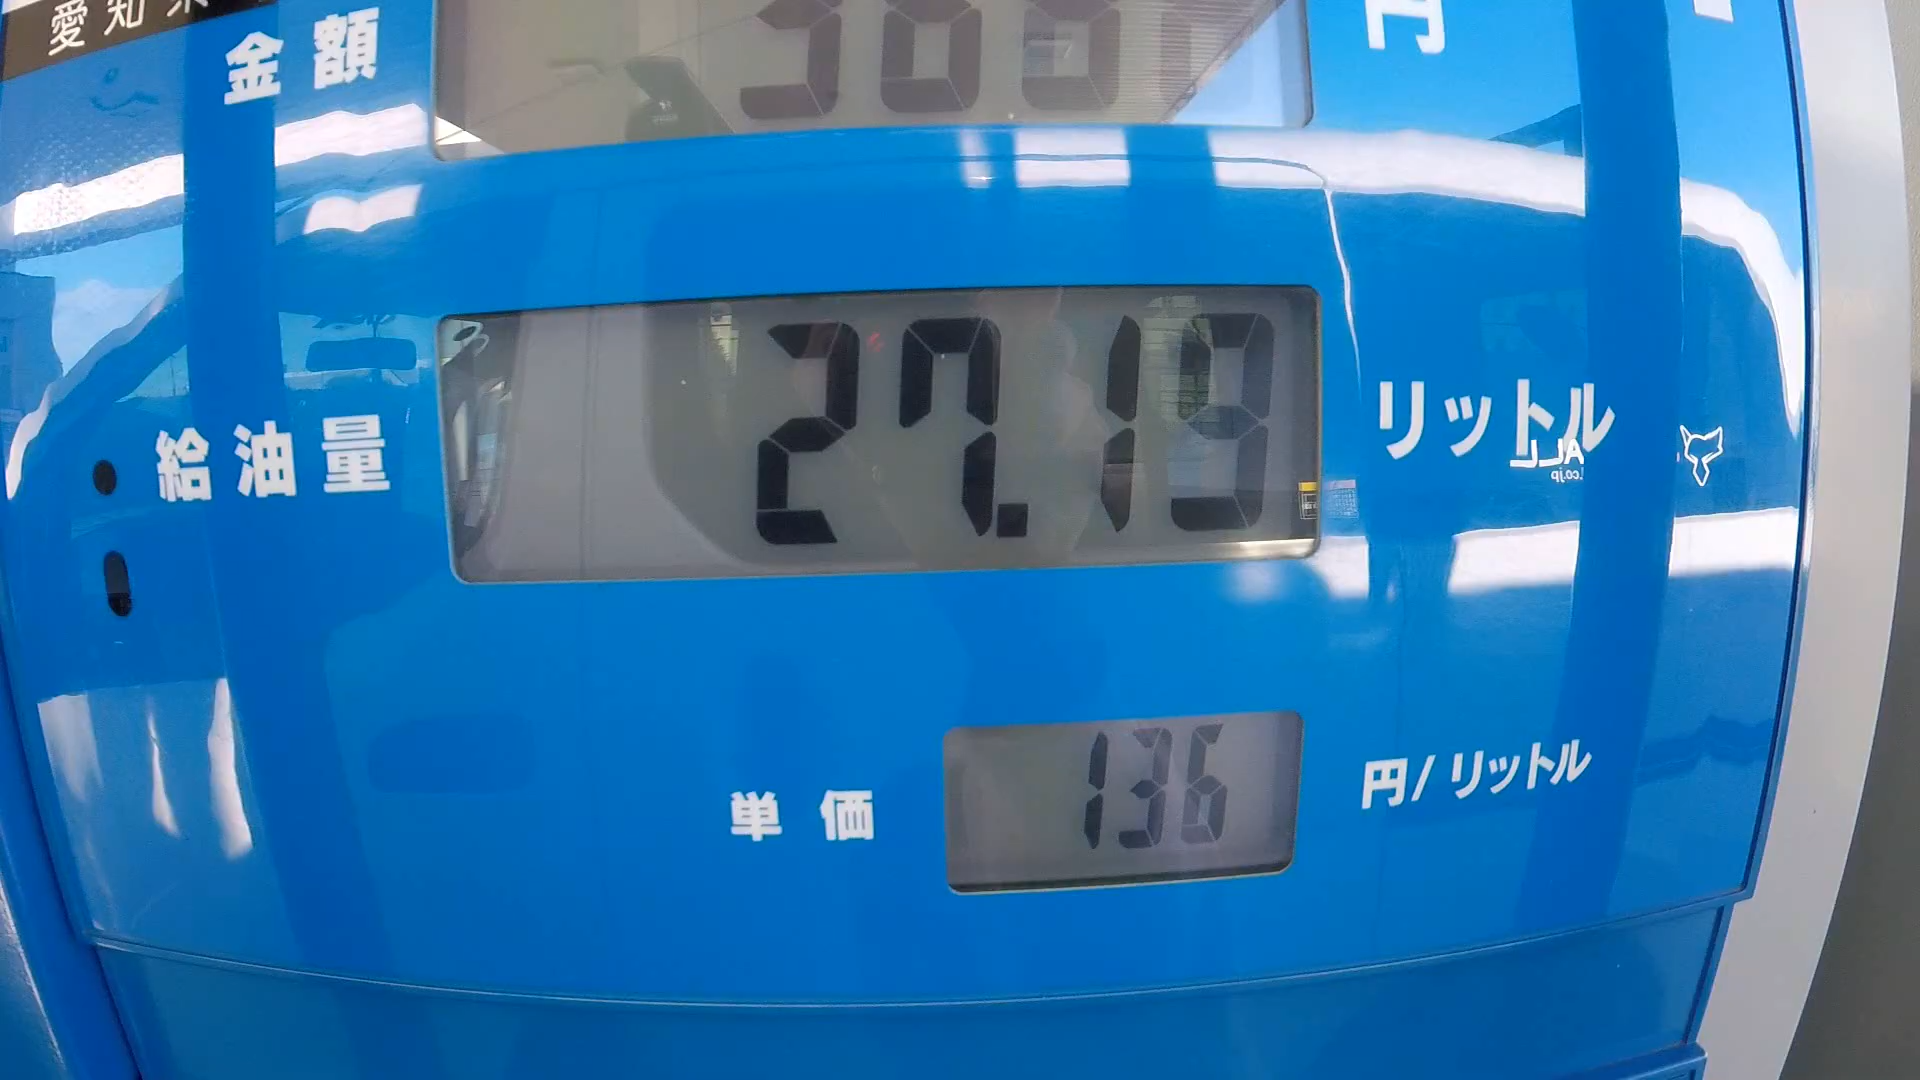 愛知
金額 円
給油量 27.19 リットル
単価 136 円/リットル